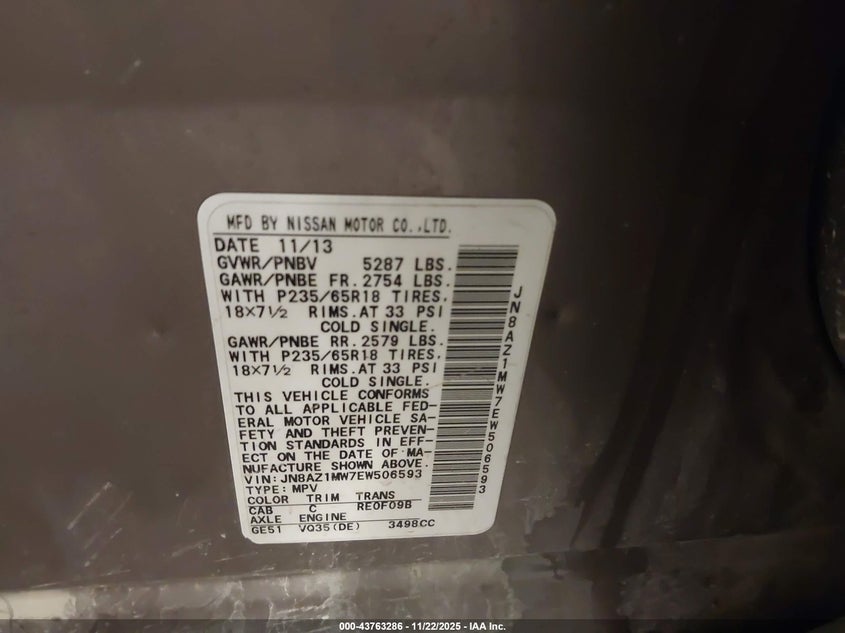 MFD BY NISSAN MOTOR CO.,LTD.
DATE 11/13
GVWR/PNBV 5287 LBS.
GAWR/PNBE FR. 2754 LBS.
WITH P235/65R18 TIRES,
18×7½ RIMS.AT 33 PSI
COLD SINGLE.
GAWR/PNBE RR. 2579 LBS.
WITH P235/65R18 TIRES,
18×7½ RIMS.AT 33 PSI
COLD SINGLE.
THIS VEHICLE CONFORMS
TO ALL APPLICABLE FED-
ERAL MOTOR VEHICLE SA-
FETY AND THEFT PREVEN-
TION STANDARDS IN EFF-
ECT ON THE DATE OF MA-
NUFACTURE SHOWN ABOVE.
VIN:JN8AZ1MW7EW506593
TYPE:MPV
COLOR TRIM TRANS
CAB C RE0F09B
AXLE ENGINE
GE51 VQ35(DE) 3498CC
JN8AZ1MW7EW506593
000-43763286 - 11/22/2025 - IAA Inc.